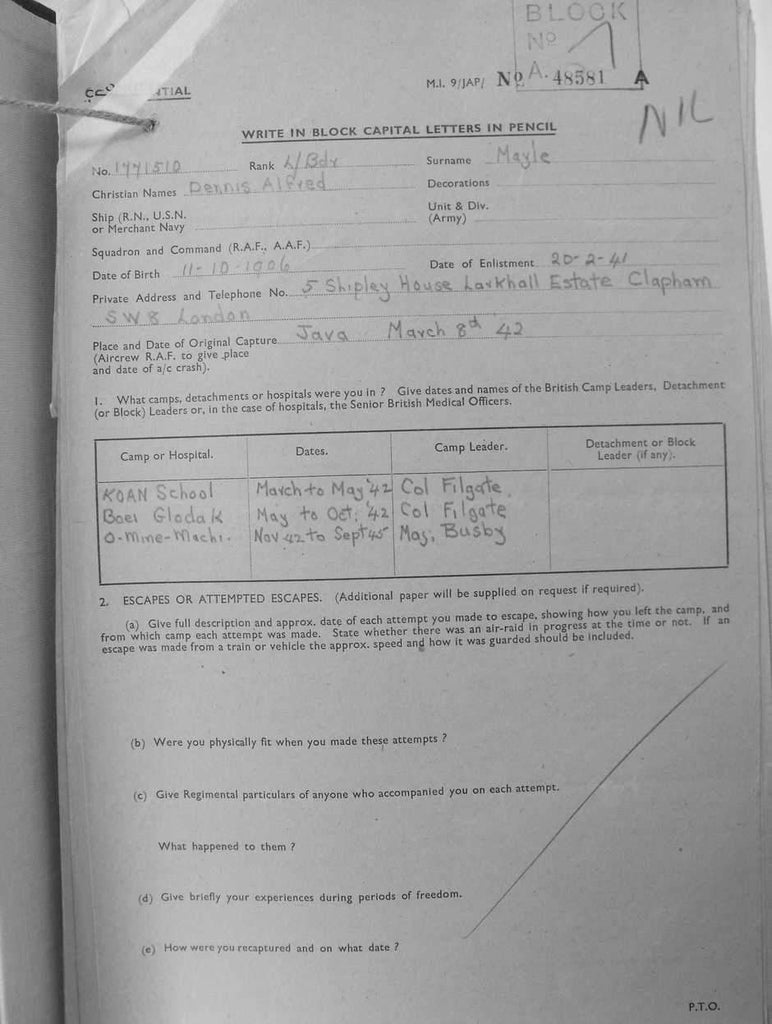 BLOCK
No 1
M.I. 9/JAP/ No A. 48581 A
NIL
WRITE IN BLOCK CAPITAL LETTERS IN PENCIL
No. 1771510 Rank L/Bdr Surname Mayle
Christian Names Dennis Alfred Decorations
Ship (R.N., U.S.N. Unit & Div.
or Merchant Navy (Army)
Squadron and Command (R.A.F., A.A.F.)
Date of Birth 11-10-1906 Date of Enlistment 20-2-41
Private Address and Telephone No. 5 Shipley House Larkhall Estate Clapham
SW8 London
Place and Date of Original Capture Java March 8th 42
(Aircrew R.A.F. to give place
and date of a/c crash).
1. What camps, detachments or hospitals were you in ? Give dates and names of the British Camp Leaders, Detachment
(or Block) Leaders or, in the case of hospitals, the Senior British Medical Officers.
Camp or Hospital. Dates. Camp Leader. Detachment or Block
Leader (if any).
KOAN School March to May '42 Col Filgate.
Boei Glodak May to Oct; '42 Col Filgate
O-Mine-Machi. Nov 42 to Sept 45 Maj; Busby
2. ESCAPES OR ATTEMPTED ESCAPES. (Additional paper will be supplied on request if required).
(a) Give full description and approx. date of each attempt you made to escape, showing how you left the camp, and
from which camp each attempt was made. State whether there was an air-raid in progress at the time or not. If an
escape was made from a train or vehicle the approx. speed and how it was guarded should be included.
(b) Were you physically fit when you made these attempts ?
(c) Give Regimental particulars of anyone who accompanied you on each attempt.
What happened to them ?
(d) Give briefly your experiences during periods of freedom.
(e) How were you recaptured and on what date ?
P.T.O.